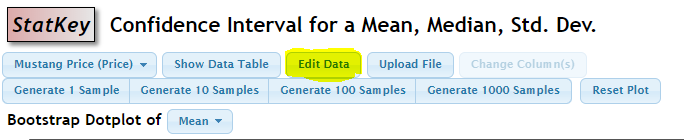 StatKey Confidence Interval for a Mean, Median, Std. Dev.
Mustang Price (Price) Show Data Table Edit Data Upload File Change Column(s)
Generate 1 Sample Generate 10 Samples Generate 100 Samples Generate 1000 Samples Reset Plot
Bootstrap Dotplot of Mean